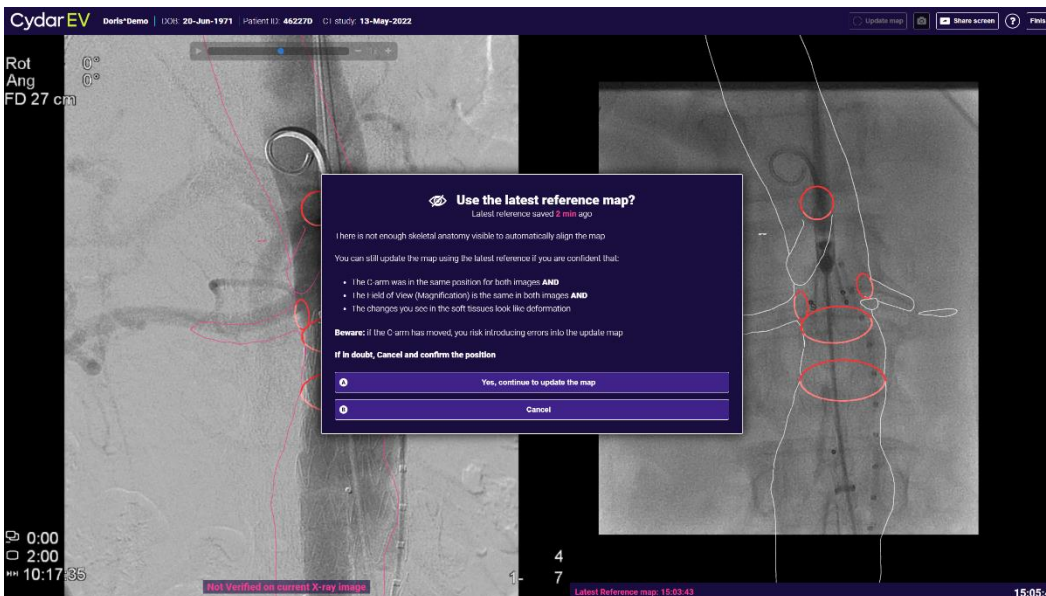 CydarEV Doris^Demo | DOB: 20-Jun-1971 | Patient ID: 46227D CT study: 13-May-2022 Update map Share screen ? Finis
Rot 0°
Ang 0°
FD 27 cm
Use the latest reference map?
Latest reference saved 2 min ago
There is not enough skeletal anatomy visible to automatically align the map
You can still update the map using the latest reference if you are confident that:
• The C-arm was in the same position for both images AND
• The Field of View (Magnification) is the same in both images AND
• The changes you see in the soft tissues look like deformation
Beware: if the C-arm has moved, you risk introducing errors into the update map
If in doubt, Cancel and confirm the position
A Yes, continue to update the map
B Cancel
0:00
2:00
10:17:35
4
1- 7
Not Verified on current X-ray image
Latest Reference map: 15:03:43
15:05: